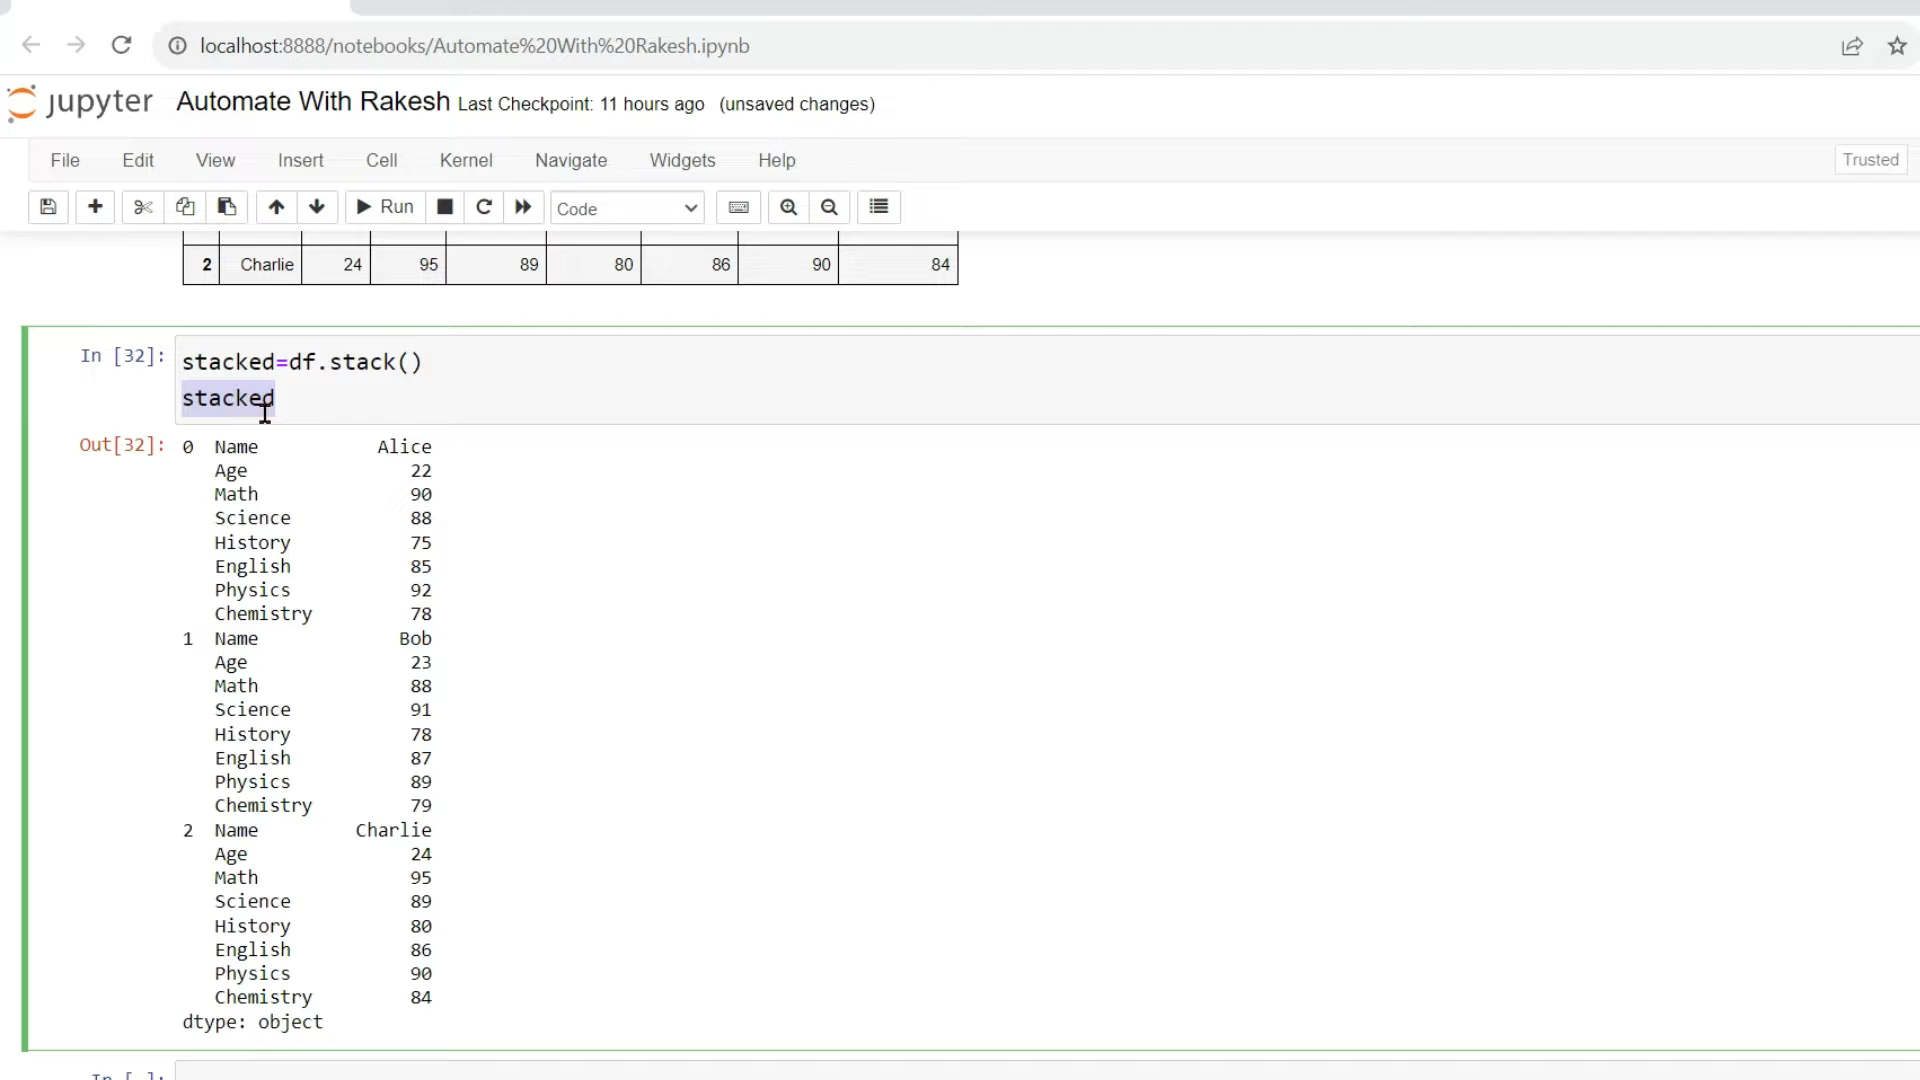 localhost:8888/notebooks/Automate%20With%20Rakesh.ipynb
jupyter Automate With Rakesh Last Checkpoint: 11 hours ago (unsaved changes)
File Edit View Insert Cell Kernel Navigate Widgets Help Trusted
Run Code
2 Charlie 24 95 89 80 86 90 84
In [32]: stacked=df.stack()
stacked
Out[32]: 0 Name Alice
Age 22
Math 90
Science 88
History 75
English 85
Physics 92
Chemistry 78
1 Name Bob
Age 23
Math 88
Science 91
History 78
English 87
Physics 89
Chemistry 79
2 Name Charlie
Age 24
Math 95
Science 89
History 80
English 86
Physics 90
Chemistry 84
dtype: object
In [ ]: